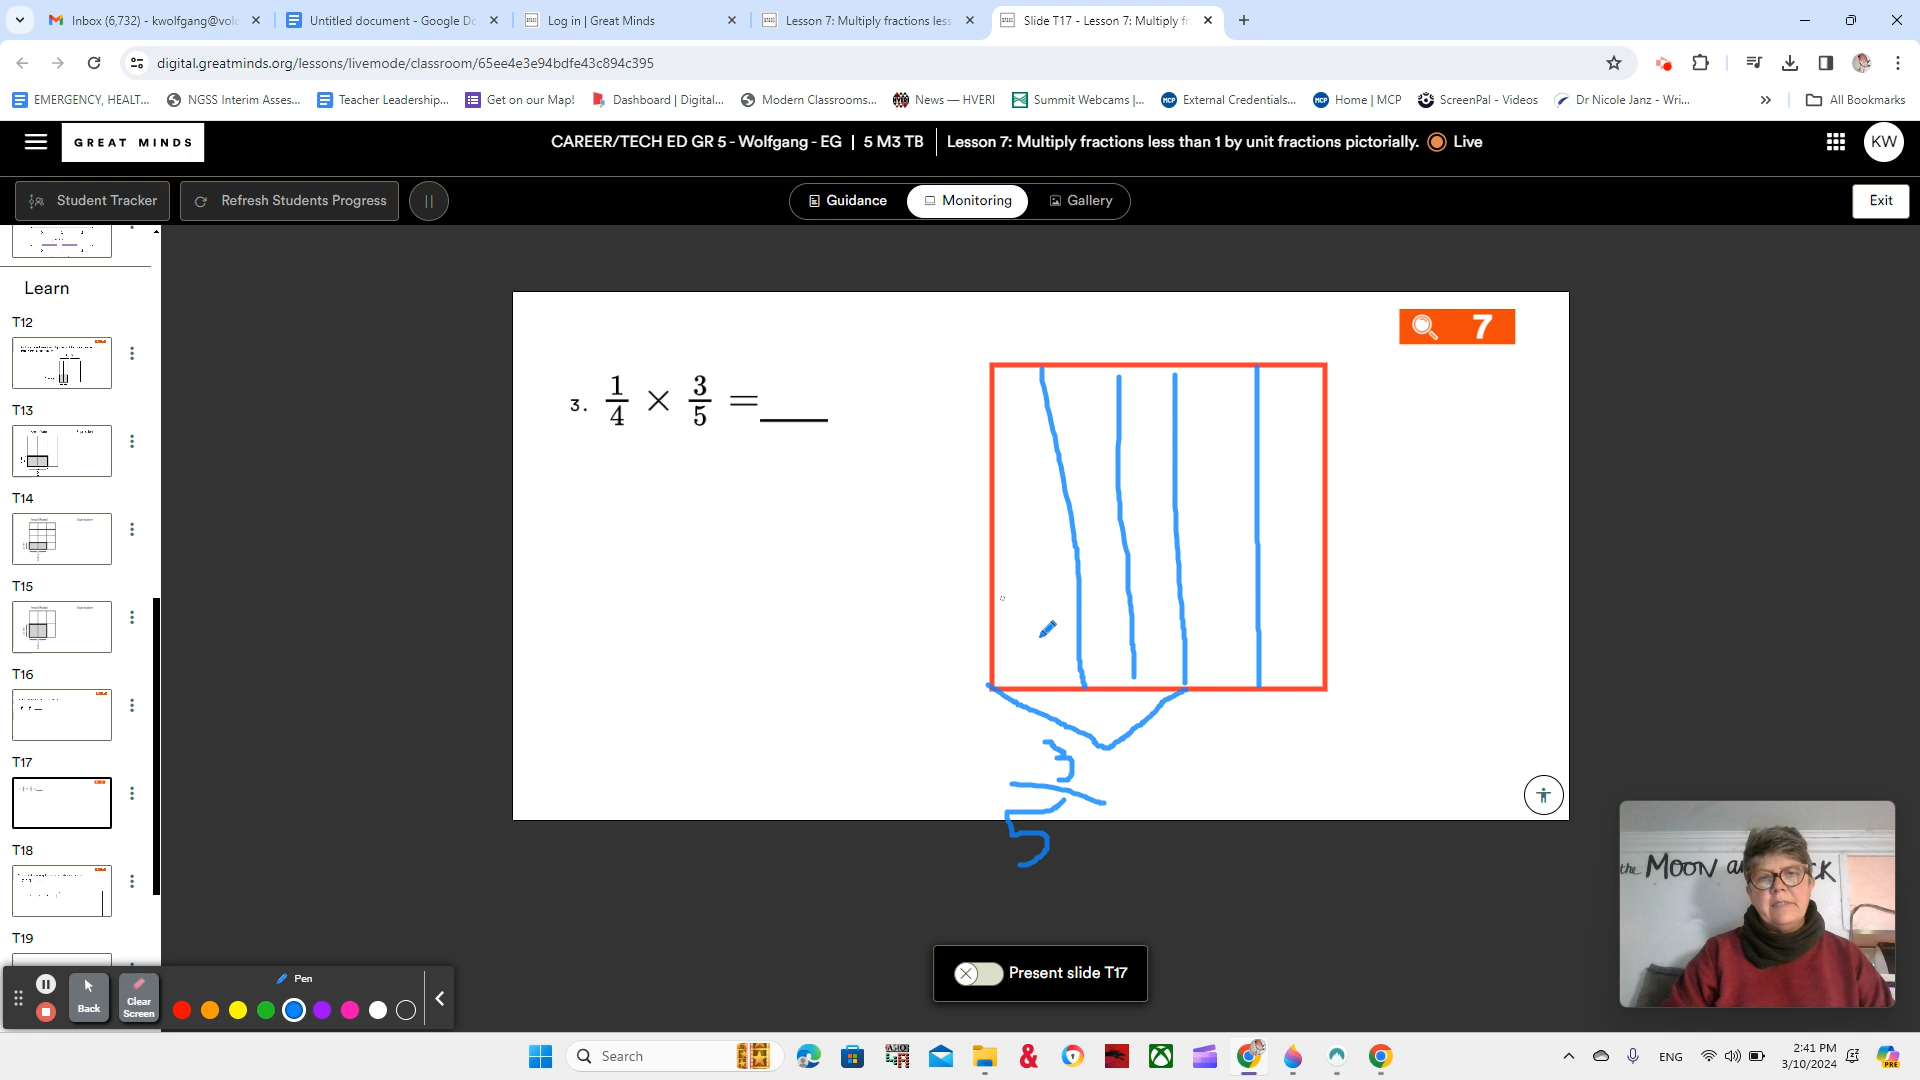 Inbox (6,732) - kwolfgang@volc
Untitled document - Google Do
Log in | Great Minds
Lesson 7: Multiply fractions less
Slide T17 - Lesson 7: Multiply fr
digital.greatminds.org/lessons/livemode/classroom/65ee4e3e94bdfe43c894c395
EMERGENCY, HEALT...
NGSS Interim Asses...
Teacher Leadership...
Get on our Map!
Dashboard | Digital...
Modern Classrooms...
News — HVERI
Summit Webcams |...
External Credentials...
Home | MCP
ScreenPal - Videos
Dr Nicole Janz - Wri...
All Bookmarks
GREAT MINDS
CAREER/TECH ED GR 5 - Wolfgang - EG | 5 M3 TB | Lesson 7: Multiply fractions less than 1 by unit fractions pictorially. Live
KW
Student Tracker
Refresh Students Progress
Guidance
Monitoring
Gallery
Exit
Learn
T12
T13
T14
T15
T16
T17
T18
T19
7
3. 1/4 × 3/5 = ___
3/5
Present slide T17
the MOON a CK
Pen
Back
Clear Screen
Search
ENG
2:41 PM
3/10/2024
PRE